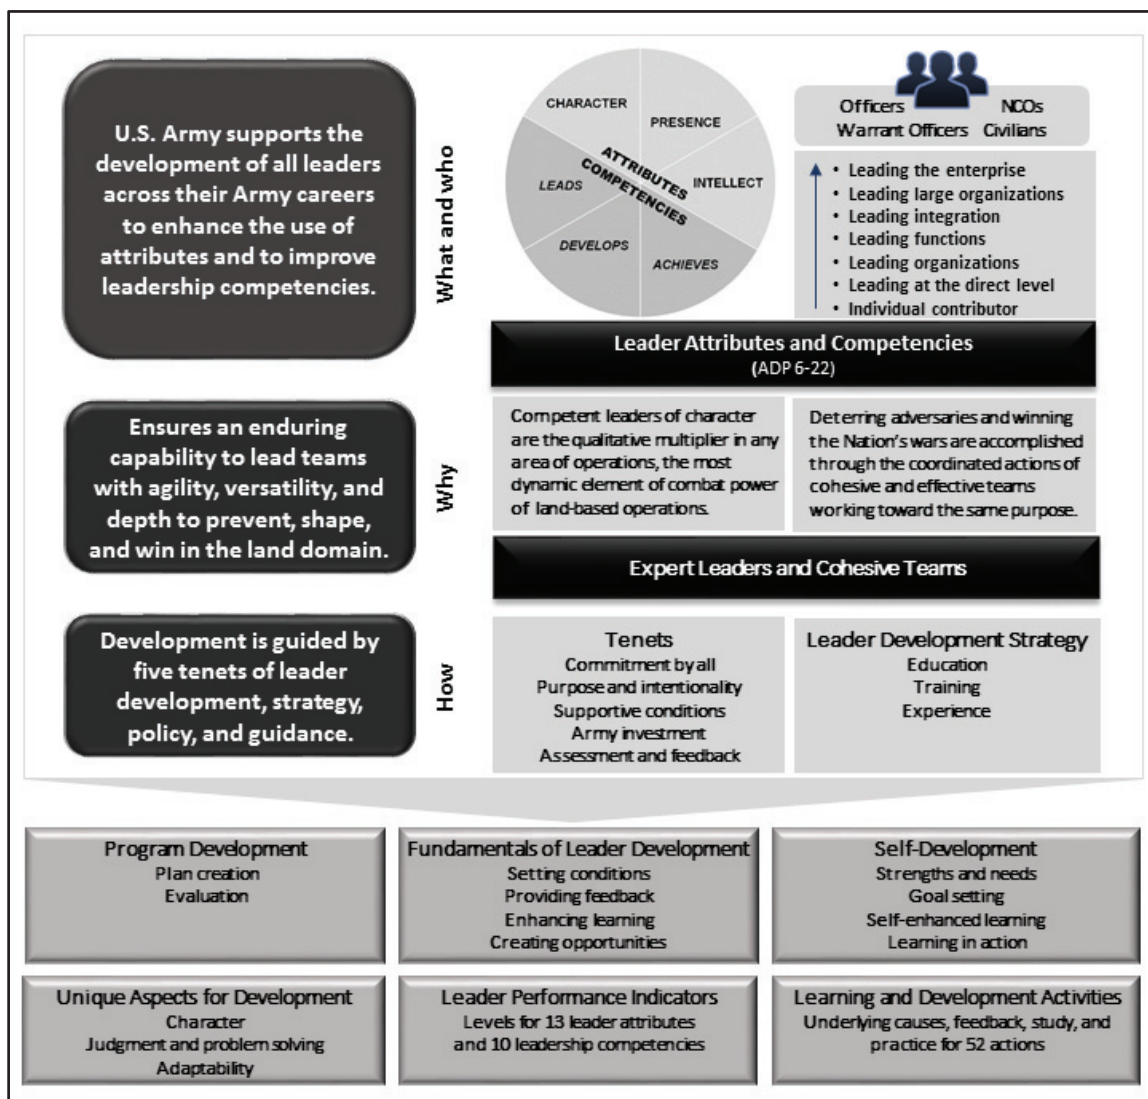 U.S. Army supports the
development of all leaders
across their Army careers
to enhance the use of
attributes and to improve
leadership competencies.
What and who
CHARACTER
PRESENCE
INTELLECT
ATTRIBUTES
COMPETENCIES
LEADS
DEVELOPS
ACHIEVES
Officers NCOs
Warrant Officers Civilians
• Leading the enterprise
• Leading large organizations
• Leading integration
• Leading functions
• Leading organizations
• Leading at the direct level
• Individual contributor
Leader Attributes and Competencies
(ADP 6-22)
Ensures an enduring
capability to lead teams
with agility, versatility, and
depth to prevent, shape,
and win in the land domain.
Why
Competent leaders of character
are the qualitative multiplier in any
area of operations, the most
dynamic element of combat power
of land-based operations.
Deterring adversaries and winning
the Nation's wars are accomplished
through the coordinated actions of
cohesive and effective teams
working toward the same purpose.
Expert Leaders and Cohesive Teams
Development is guided by
five tenets of leader
development, strategy,
policy, and guidance.
How
Tenets
Commitment by all
Purpose and intentionality
Supportive conditions
Army investment
Assessment and feedback
Leader Development Strategy
Education
Training
Experience
Program Development
Plan creation
Evaluation
Fundamentals of Leader Development
Setting conditions
Providing feedback
Enhancing learning
Creating opportunities
Self-Development
Strengths and needs
Goal setting
Self-enhanced learning
Learning in action
Unique Aspects for Development
Character
Judgment and problem solving
Adaptability
Leader Performance Indicators
Levels for 13 leader attributes
and 10 leadership competencies
Learning and Development Activities
Underlying causes, feedback, study, and
practice for 52 actions